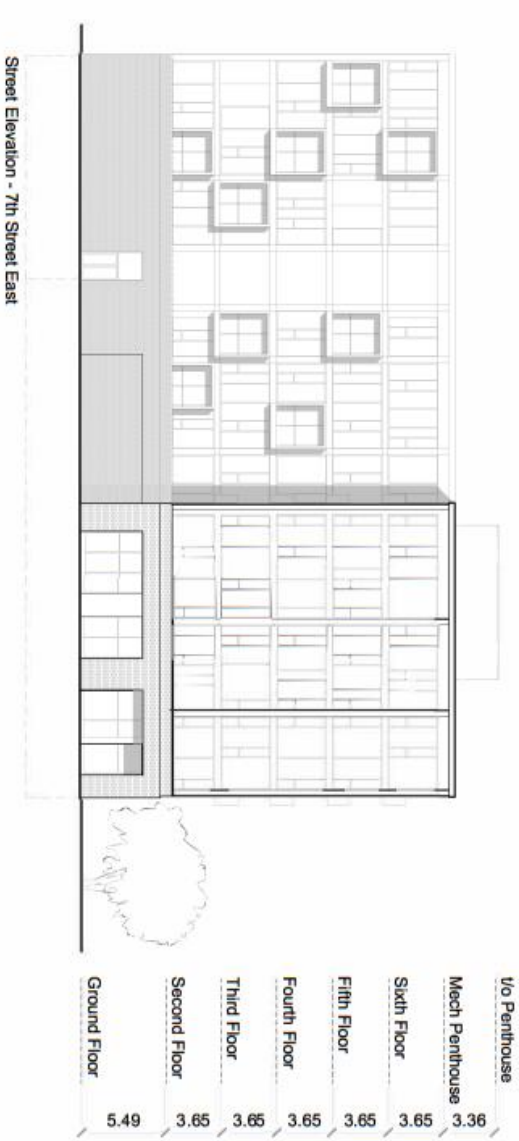 t/o Penthouse
Mech Penthouse
Sixth Floor
Fifth Floor
Fourth Floor
Third Floor
Second Floor
Ground Floor
3.36
3.65
3.65
3.65
3.65
3.65
5.49
Street Elevation - 7th Street East